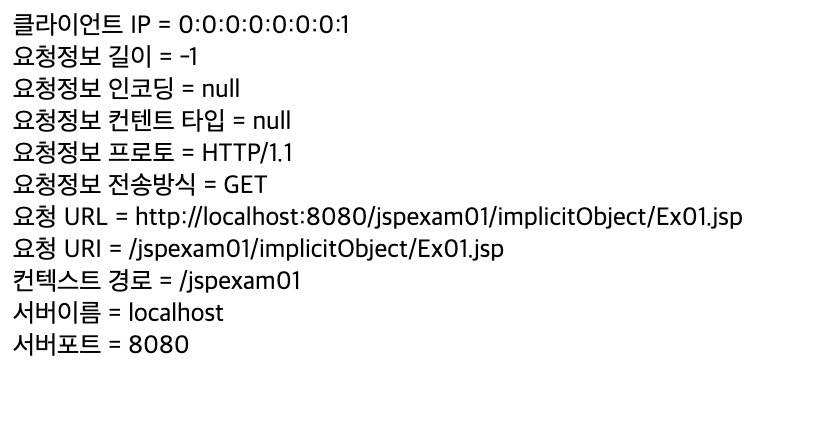 클라이언트 IP = 0:0:0:0:0:0:0:1
요청정보 길이 = -1
요청정보 인코딩 = null
요청정보 컨텐트 타입 = null
요청정보 프로토 = HTTP/1.1
요청정보 전송방식 = GET
요청 URL = http://localhost:8080/jspexam01/implicitObject/Ex01.jsp
요청 URI = /jspexam01/implicitObject/Ex01.jsp
컨텍스트 경로 = /jspexam01
서버이름 = localhost
서버포트 = 8080